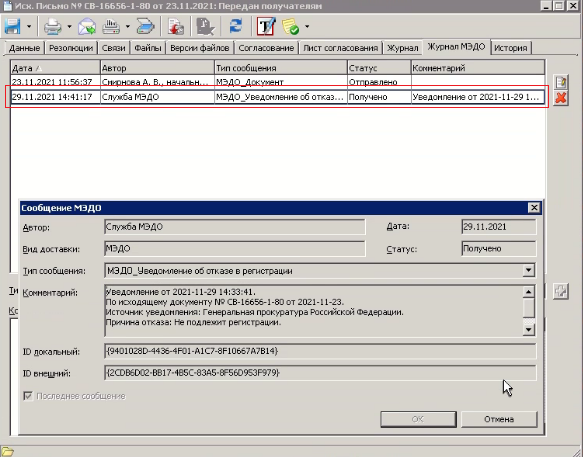 Исх. Письмо № СВ-16656-1-80 от 23.11.2021: Передан получателям
Данные Резолюции Связи Файлы Версии файлов Согласование Лист согласования Журнал Журнал МЭДО История
Дата Автор Тип сообщения Статус Комментарий
23.11.2021 11:56:37 Смирнова А. В., начальн... МЭДО_Документ Отправлено
29.11.2021 14:41:17 Служба МЭДО МЭДО_Уведомление об отказ... Получено Уведомление от 2021-11-29 1...
Сообщение МЭДО
Автор: Служба МЭДО Дата: 29.11.2021
Вид доставки: МЭДО Статус: Получено
Тип сообщения: МЭДО_Уведомление об отказе в регистрации
Комментарий: Уведомление от 2021-11-29 14:33:41.
По исходящему документу № СВ-16656-1-80 от 2021-11-23.
Источник уведомления: Генеральная прокуратура Российской Федерации.
Причина отказа: Не подлежит регистрации.
ID локальный: {9401028D-4436-4F01-A1C7-8F10667A7B14}
ID внешний: {2CDB6D02-BB17-4B5C-83A5-8F56D953F979}
Последнее сообщение
OK Отмена